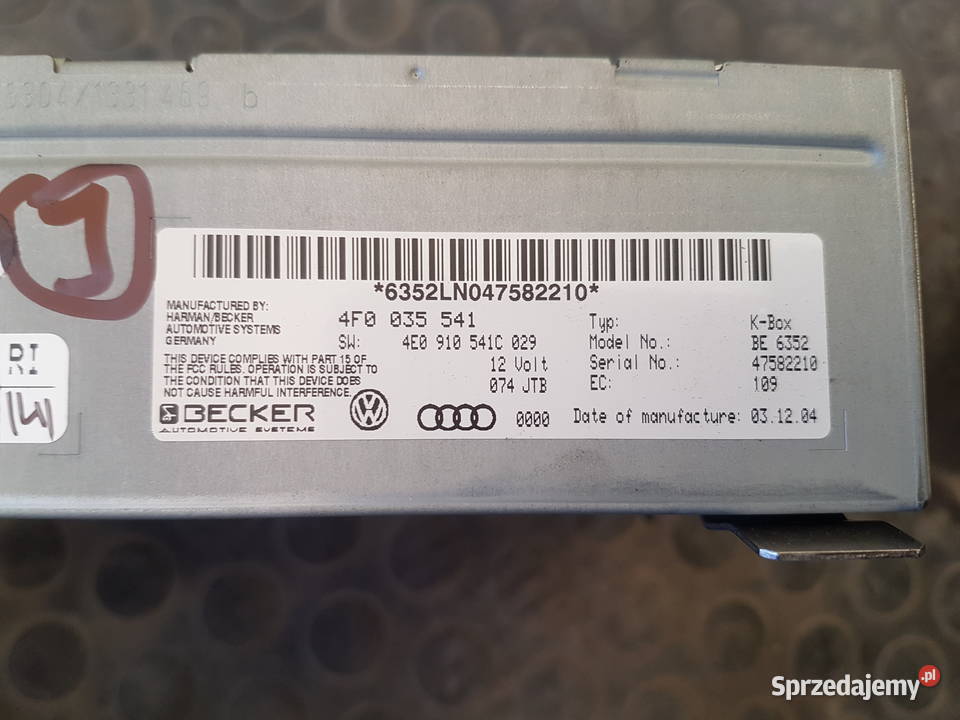 b
*6352LN047582210*
MANUFACTURED BY:
HARMAN/BECKER
AUTOMOTIVE SYSTEMS
GERMANY
THIS DEVICE COMPLIES WITH PART 15 OF
THE FCC RULES. OPERATION IS SUBJECT TO
THE CONDITION THAT THIS DEVICE DOES
NOT CAUSE HARMFUL INTERFERENCE.
BECKER
AUTOMOTIVE SYSTEMS
4F0 035 541
SW: 4E0 910 541C 029
12 Volt
074 JTB
0000
Typ: K-Box
Model No.: BE 6352
Serial No.: 47582210
EC: 109
Date of manufacture: 03.12.04
RI
Sprzedajemy.pl